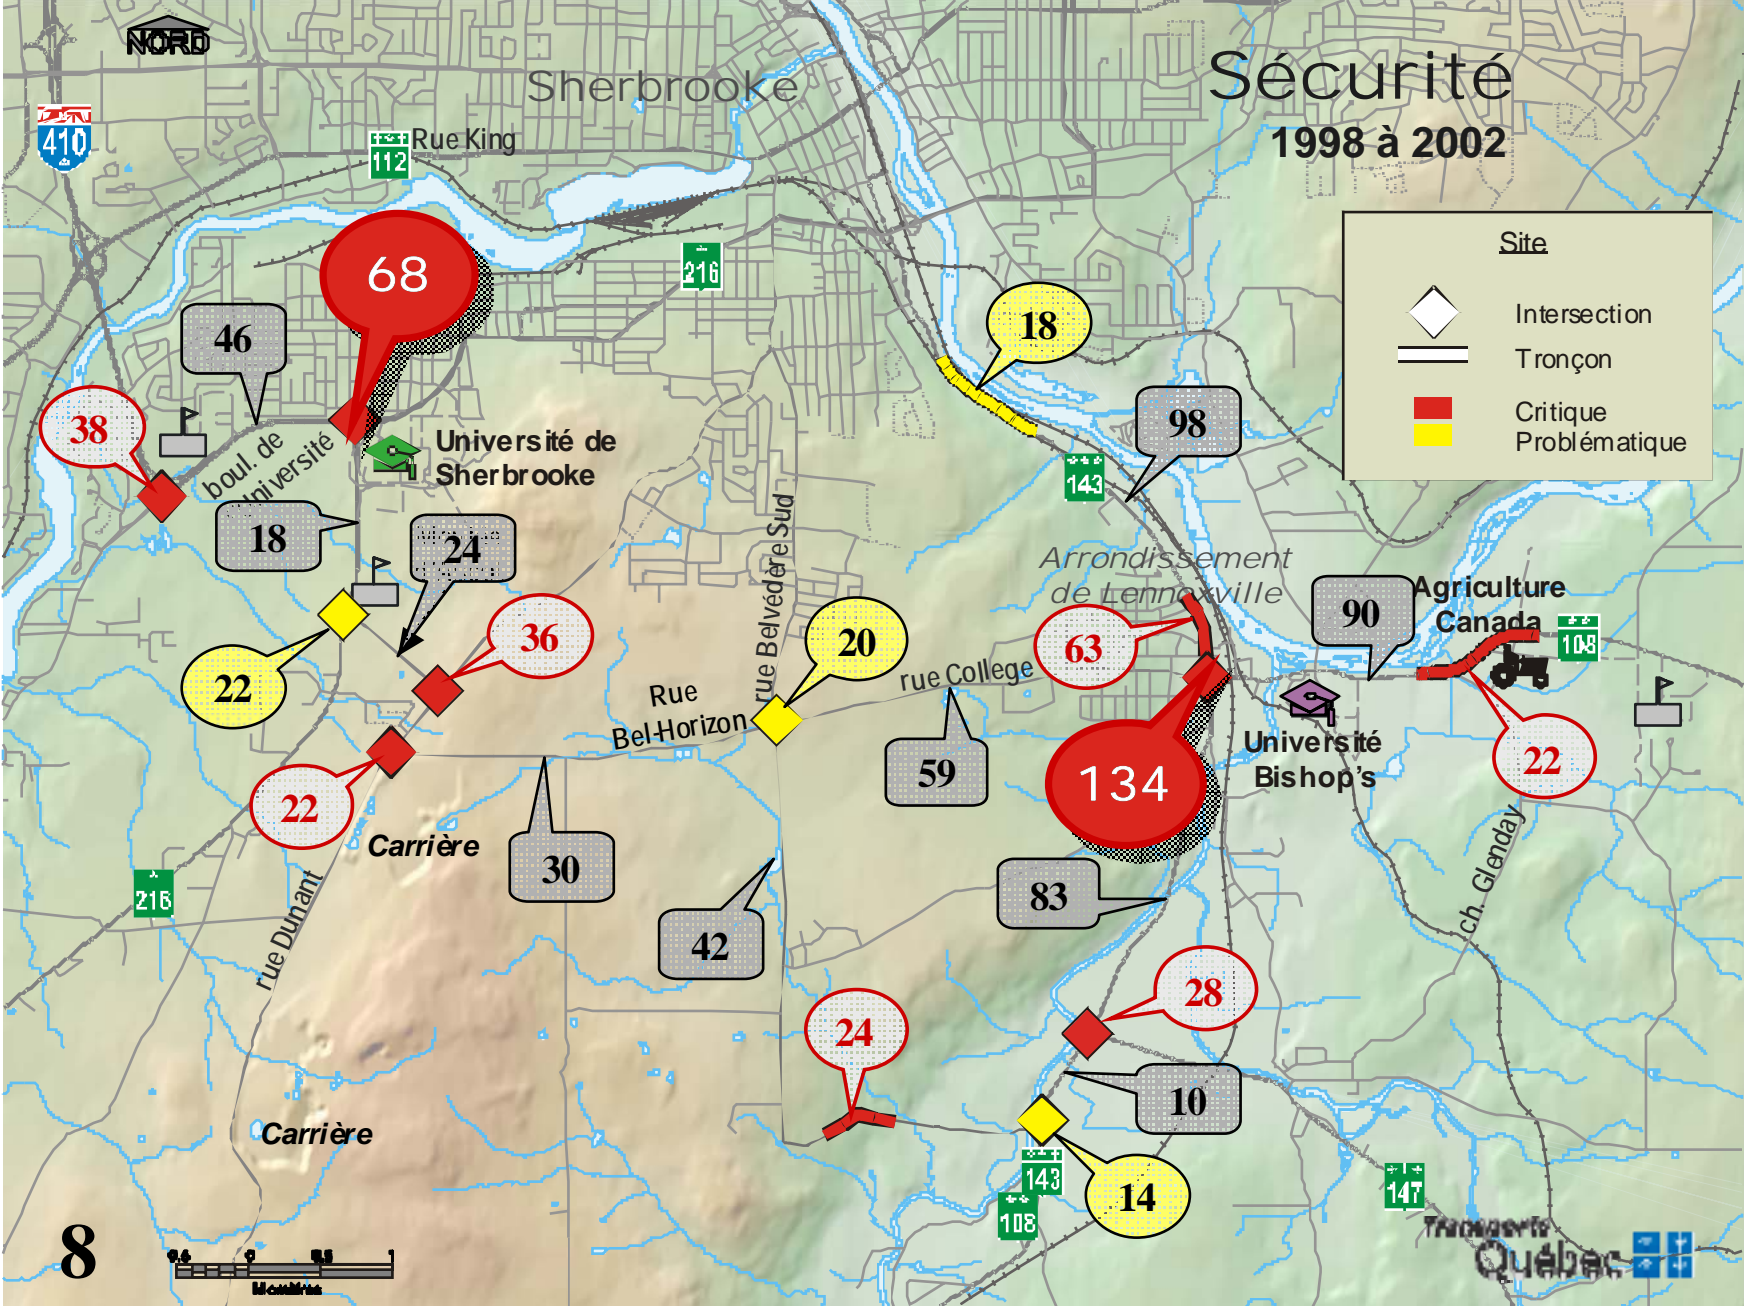 NORD
Sherbrooke
Sécurité
1998 à 2002
410
112
Rue King
216
Site
Intersection
Tronçon
Critique
Problématique
68
46
38
18
98
boul. de
Université
Université de
Sherbrooke
143
18
24
rue Belvédère Sud
Arrondissement
de Lennoxville
Agriculture
Canada
90
108
36
20
63
22
Rue
Bel-Horizon
rue College
59
134
Université
Bishop's
22
22
Carrière
30
42
83
ch. Glenday
216
rue Dunant
24
28
10
Carrière
14
143
108
147
8
0
1
Transports
Québec